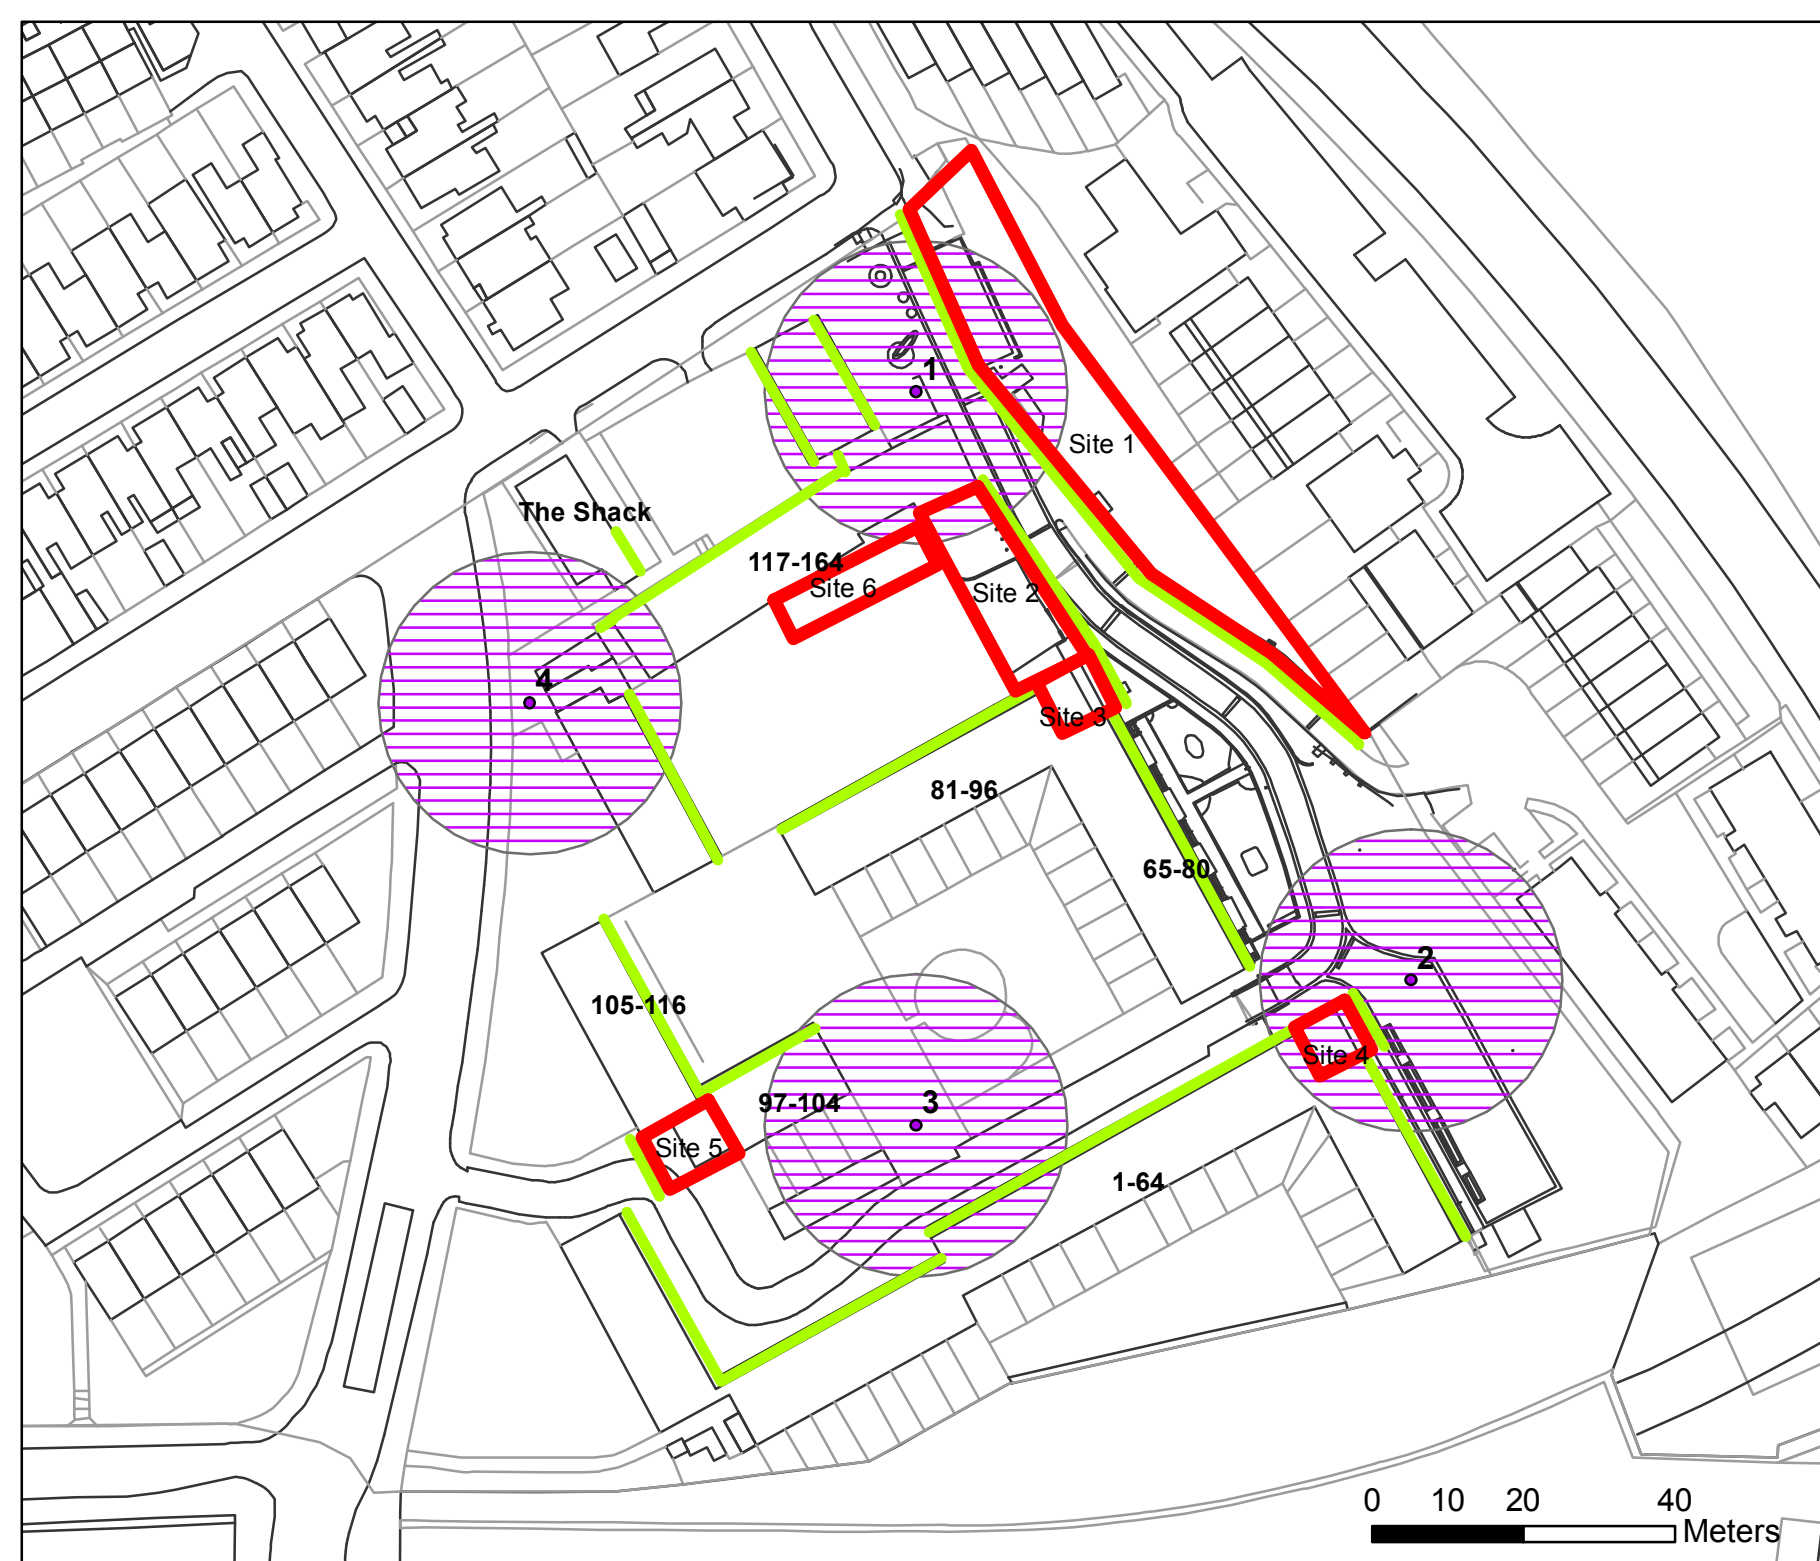 1
Site 1
The Shack
117-164
Site 6
Site 2
4
Site 3
81-96
65-80
2
105-116
Site 4
97-104
3
Site 5
1-64
0 10 20 40
Meters